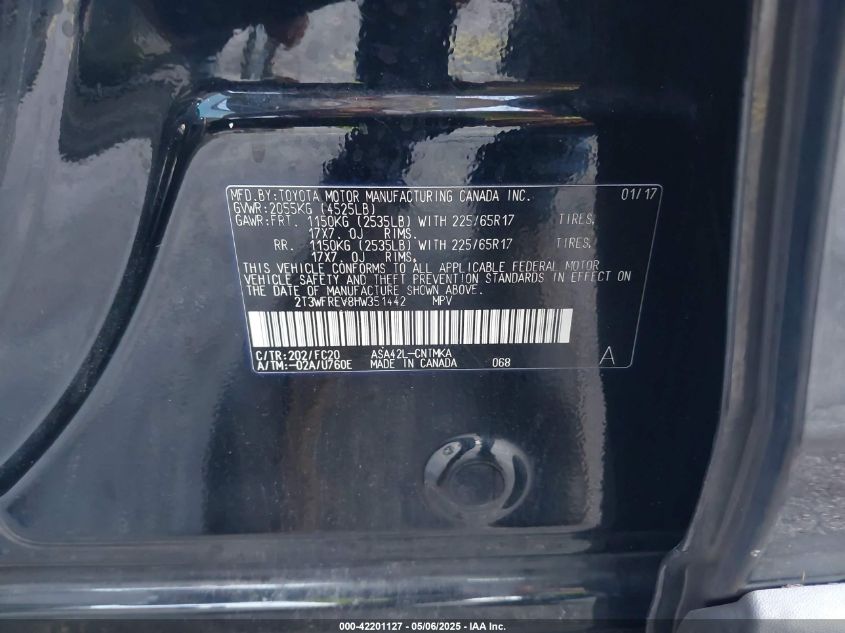 MFD.BY:TOYOTA MOTOR MANUFACTURING CANADA INC. 01/17
GVWR:2055KG (4525LB)
GAWR:FRT. 1150KG (2535LB) WITH 225/65R17 TIRES,
17X7.0J RIMS.
RR. 1150KG (2535LB) WITH 225/65R17 TIRES,
17X7.0J RIMS.
THIS VEHICLE CONFORMS TO ALL APPLICABLE FEDERAL MOTOR
VEHICLE SAFETY AND THEFT PREVENTION STANDARDS IN EFFECT ON
THE DATE OF MANUFACTURE SHOWN ABOVE.
2T3WFREV8HW351442 MPV
C/TR:202/FC20 ASA42L-CNTMKA
A/TM:-02A/U760E MADE IN CANADA 068 A
000-42201127 - 05/06/2025 - IAA Inc.